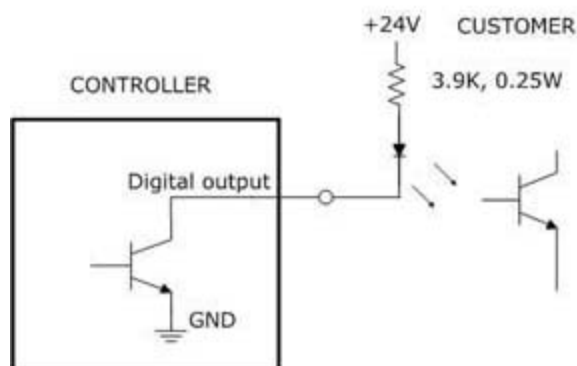 +24V CUSTOMER
3.9K, 0.25W
CONTROLLER
Digital output
GND